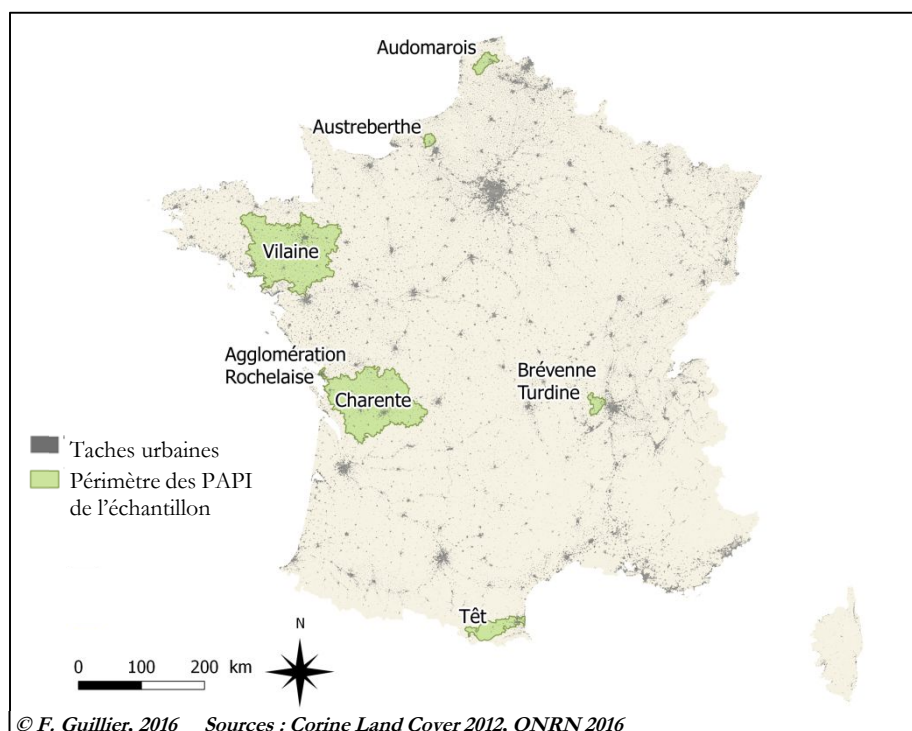 Audomarois
Austreberthe
Vilaine
Agglomération
Rochelaise
Charente
Brévenne
Turdine
Taches urbaines
Périmètre des PAPI
de l'échantillon
Têt
N
0 100 200 km
© F. Guillier, 2016 Sources : Corine Land Cover 2012, ONRN 2016